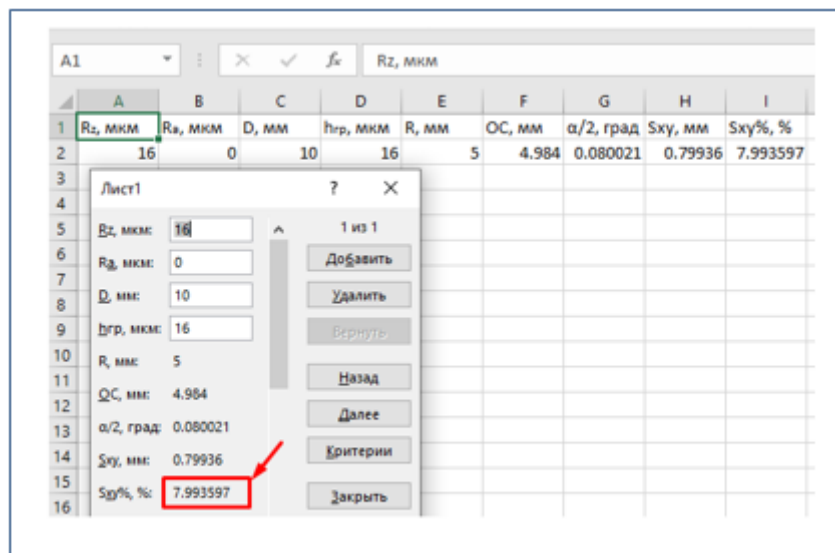 A1 fx Rz, мкм
A B C D E F G H I
1 Rz, мкм Ra, мкм D, мм hгр, мкм R, мм OC, мм α/2, град Sxy, мм Sxy%, %
2 16 0 10 16 5 4.984 0.080021 0.79936 7.993597
3
Лист1 ? ×
4
5 Rz, мкм: 16 1 из 1
6 Ra, мкм: 0 Добавить
7
8 D, мм: 10 Удалить
9 hгр, мкм: 16 Вернуть
10 R, мм: 5
11 Назад
12 OC, мм: 4.984
Далее
13 α/2, град: 0.080021
14 Sxy, мм: 0.79936 Критерии
15
16 Sxy%, %: 7.993597 Закрыть